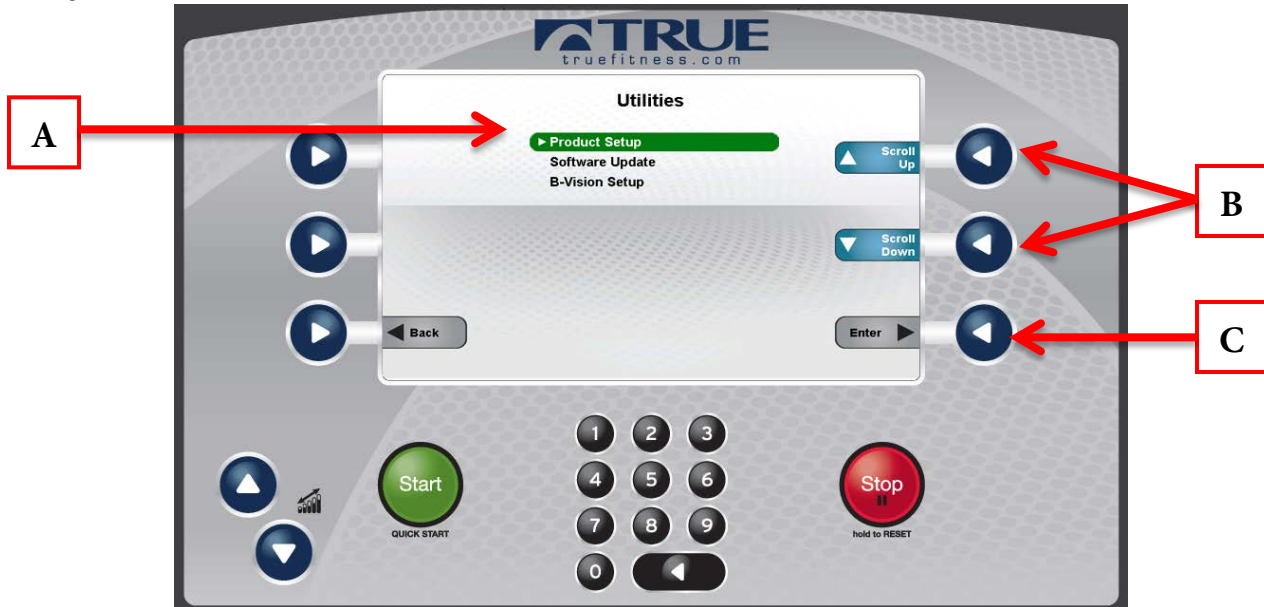 TRUE
truefitness.com
Utilities
A
Product Setup
Software Update
B-Vision Setup
Scroll
Up
B
Scroll
Down
Back
Enter
C
1 2 3
Start
4 5 6
Stop
QUICK START
7 8 9
hold to RESET
0